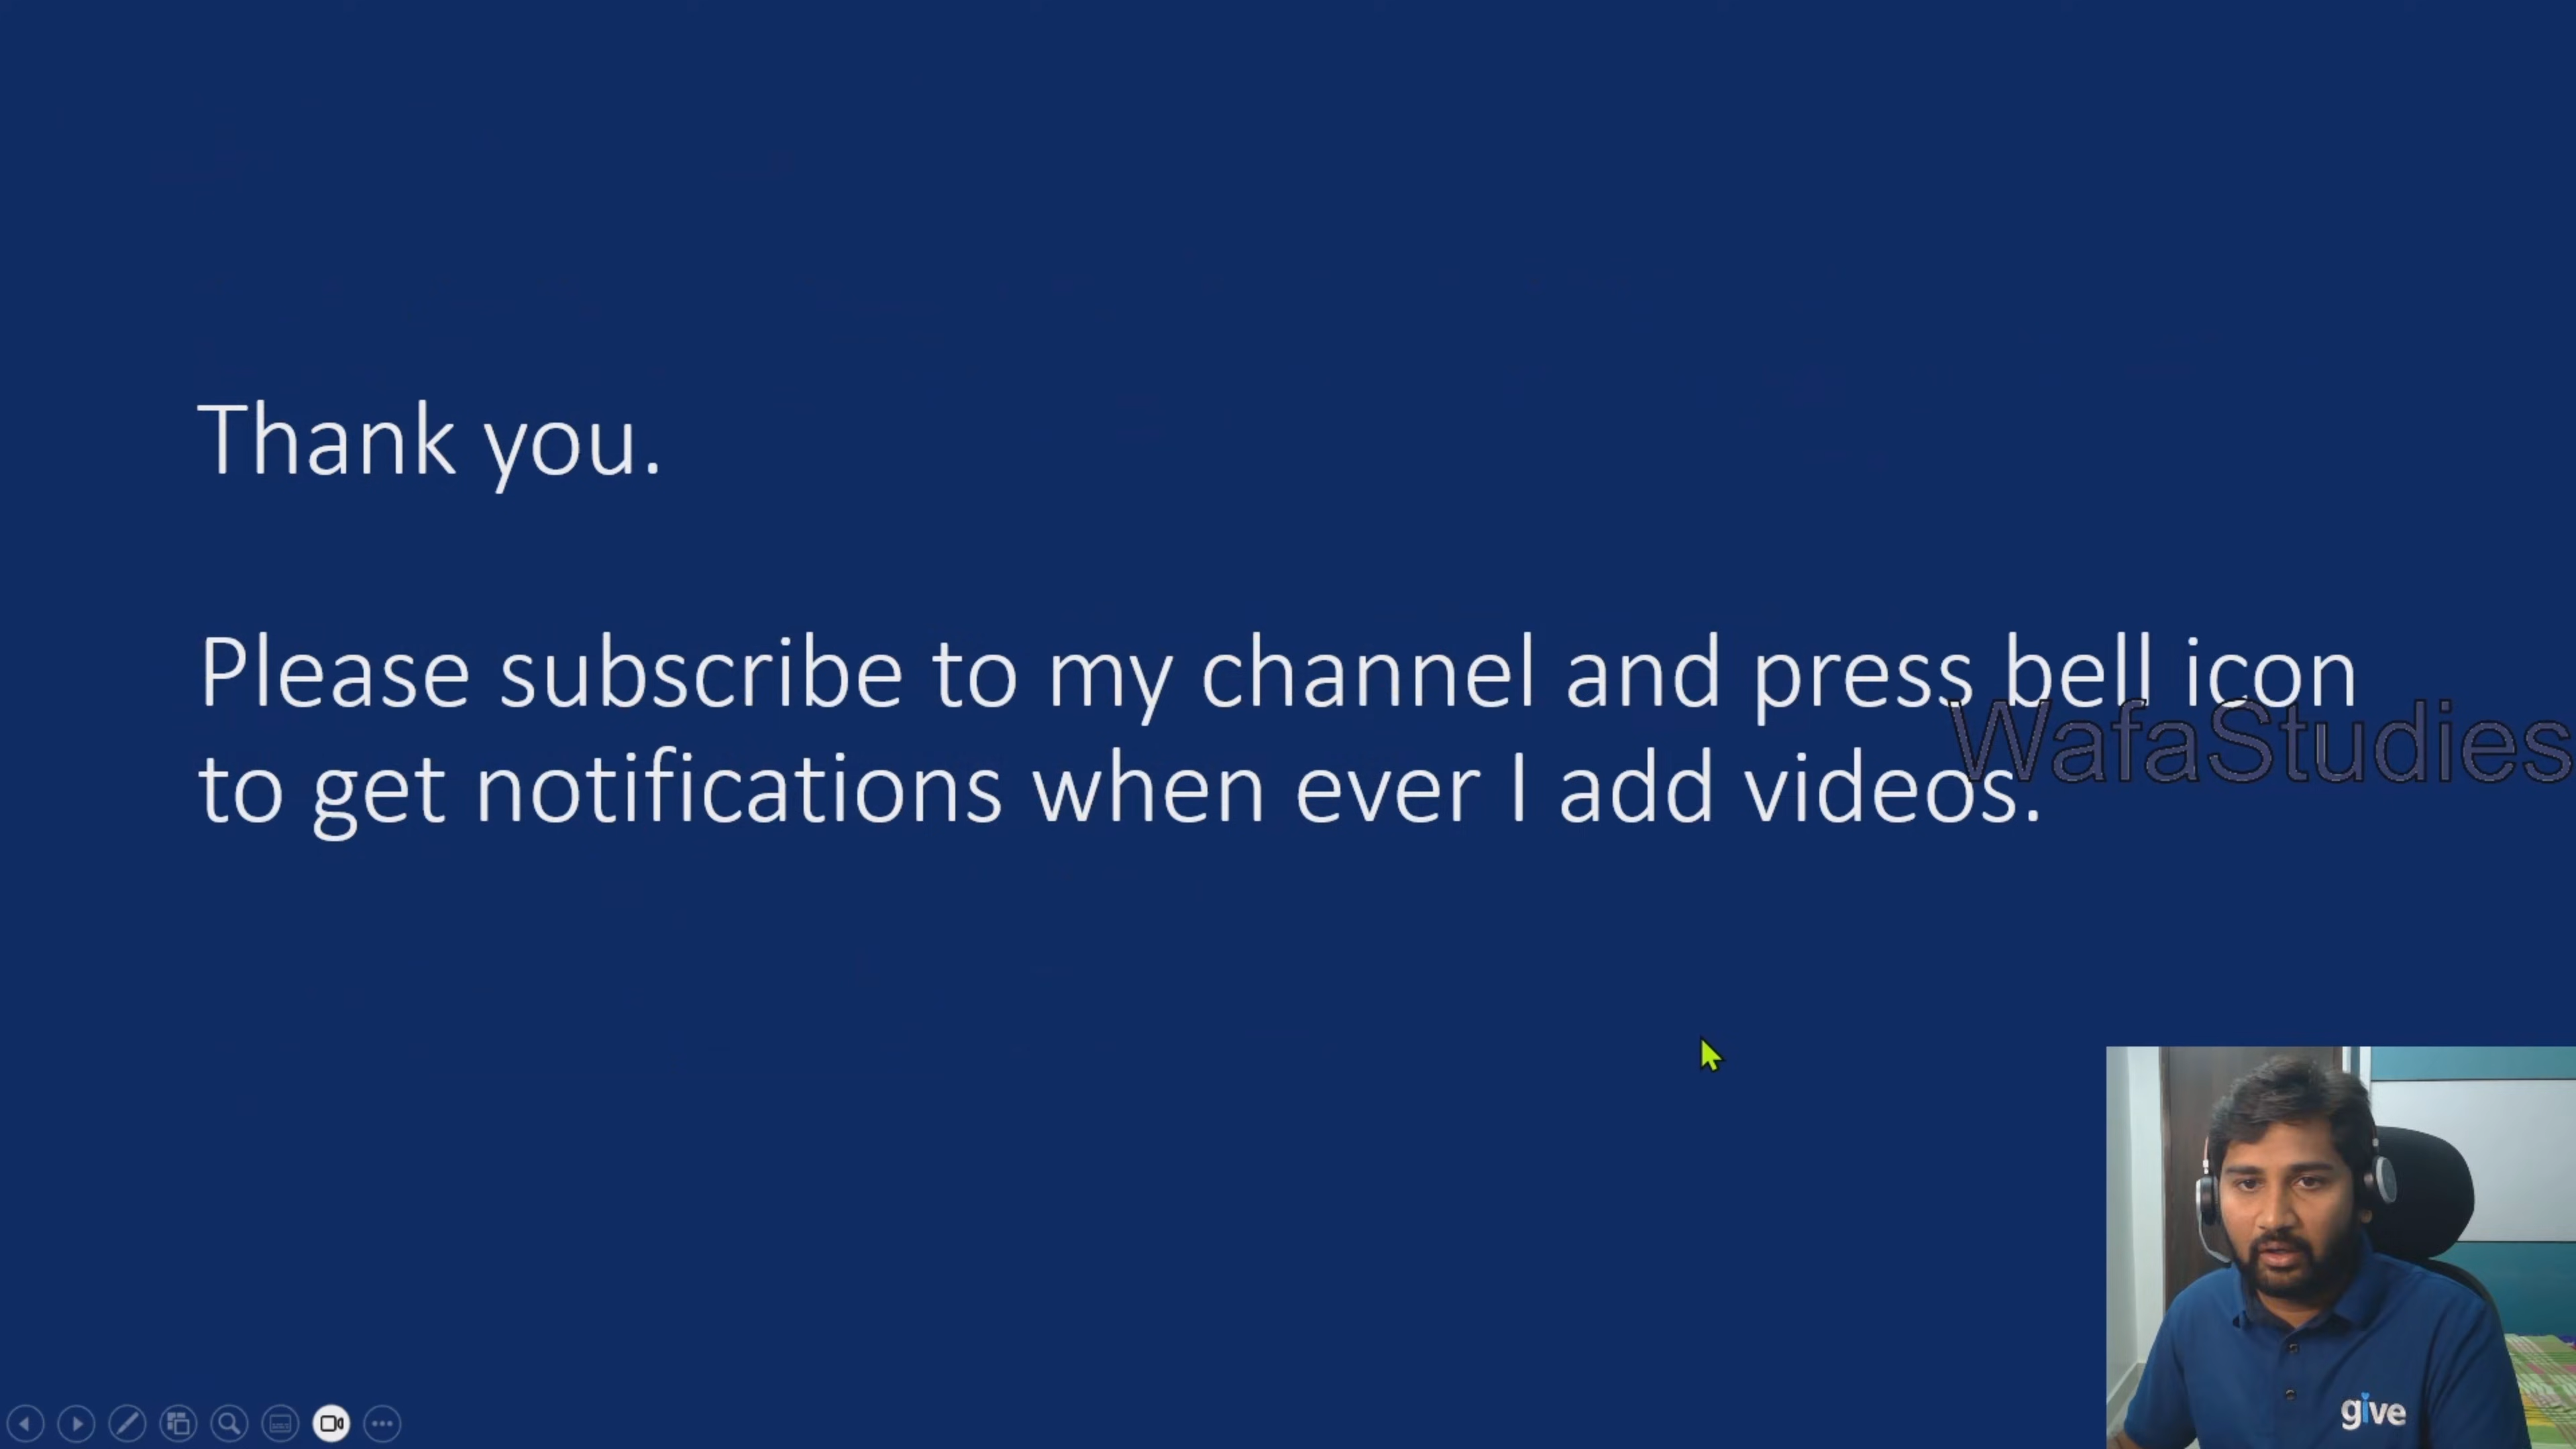 Thank you.
Please subscribe to my channel and press bell icon
to get notifications when ever I add videos.
WafaStudies
give